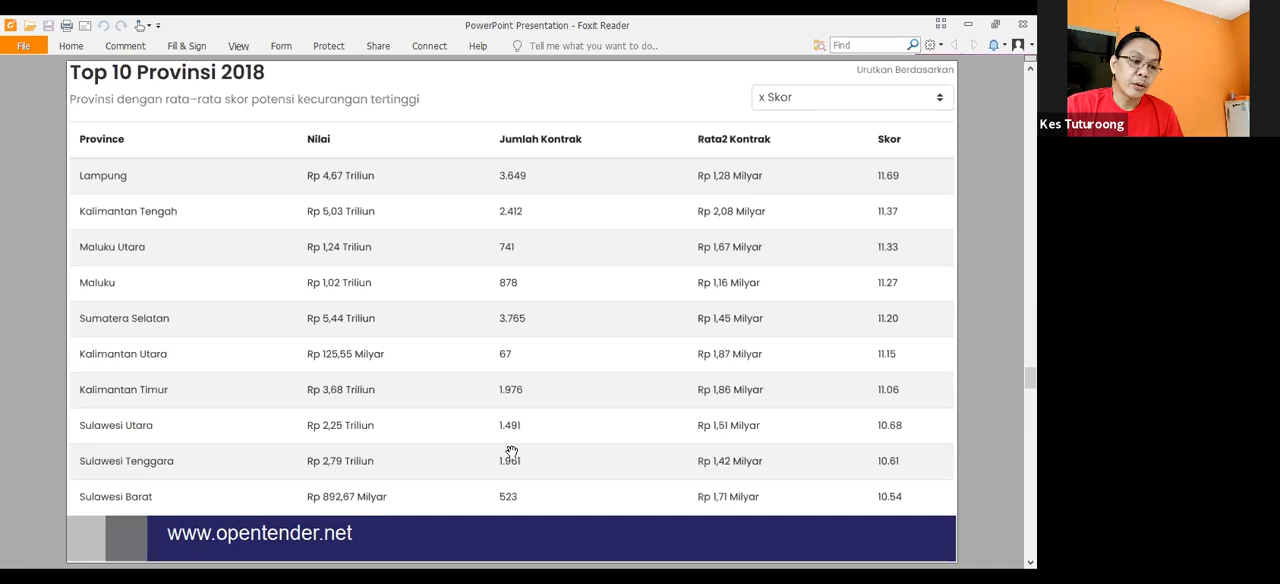 PowerPoint Presentation - Foxit Reader
File Home Comment Fill & Sign View Form Protect Share Connect Help Tell me what you want to do.. Find
Top 10 Provinsi 2018
Urutkan Berdasarkan
Provinsi dengan rata-rata skor potensi kecurangan tertinggi
x Skor
Province Nilai Jumlah Kontrak Rata2 Kontrak Skor
Lampung Rp 4,67 Triliun 3.649 Rp 1,28 Milyar 11.69
Kalimantan Tengah Rp 5,03 Triliun 2.412 Rp 2,08 Milyar 11.37
Maluku Utara Rp 1,24 Triliun 741 Rp 1,67 Milyar 11.33
Maluku Rp 1,02 Triliun 878 Rp 1,16 Milyar 11.27
Sumatera Selatan Rp 5,44 Triliun 3.765 Rp 1,45 Milyar 11.20
Kalimantan Utara Rp 125,55 Milyar 67 Rp 1,87 Milyar 11.15
Kalimantan Timur Rp 3,68 Triliun 1.976 Rp 1,86 Milyar 11.06
Sulawesi Utara Rp 2,25 Triliun 1.491 Rp 1,51 Milyar 10.68
Sulawesi Tenggara Rp 2,79 Triliun Rp 1,42 Milyar 10.61
Sulawesi Barat Rp 892,67 Milyar 523 Rp 1,71 Milyar 10.54
www.opentender.net
Kes Tuturoong